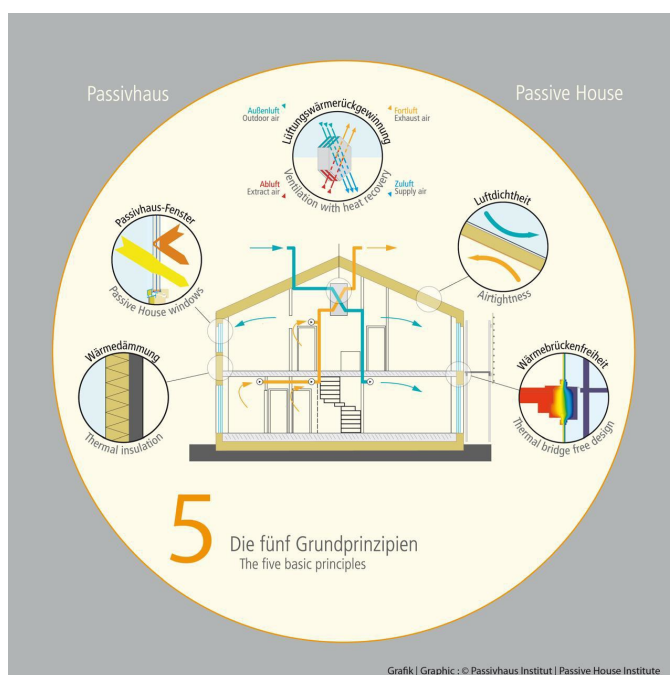 Passivhaus
Passive House
Lüftungswärmerückgewinnung
Ventilation with heat recovery
Außenluft
Outdoor air
Fortluft
Exhaust air
Abluft
Extract air
Zuluft
Supply air
Passivhaus-Fenster
Passive House windows
Luftdichtheit
Airtightness
Wärmedämmung
Thermal insulation
Wärmebrückenfreiheit
Thermal bridge free design
5
Die fünf Grundprinzipien
The five basic principles
Grafik | Graphic : © Passivhaus Institut | Passive House Institute